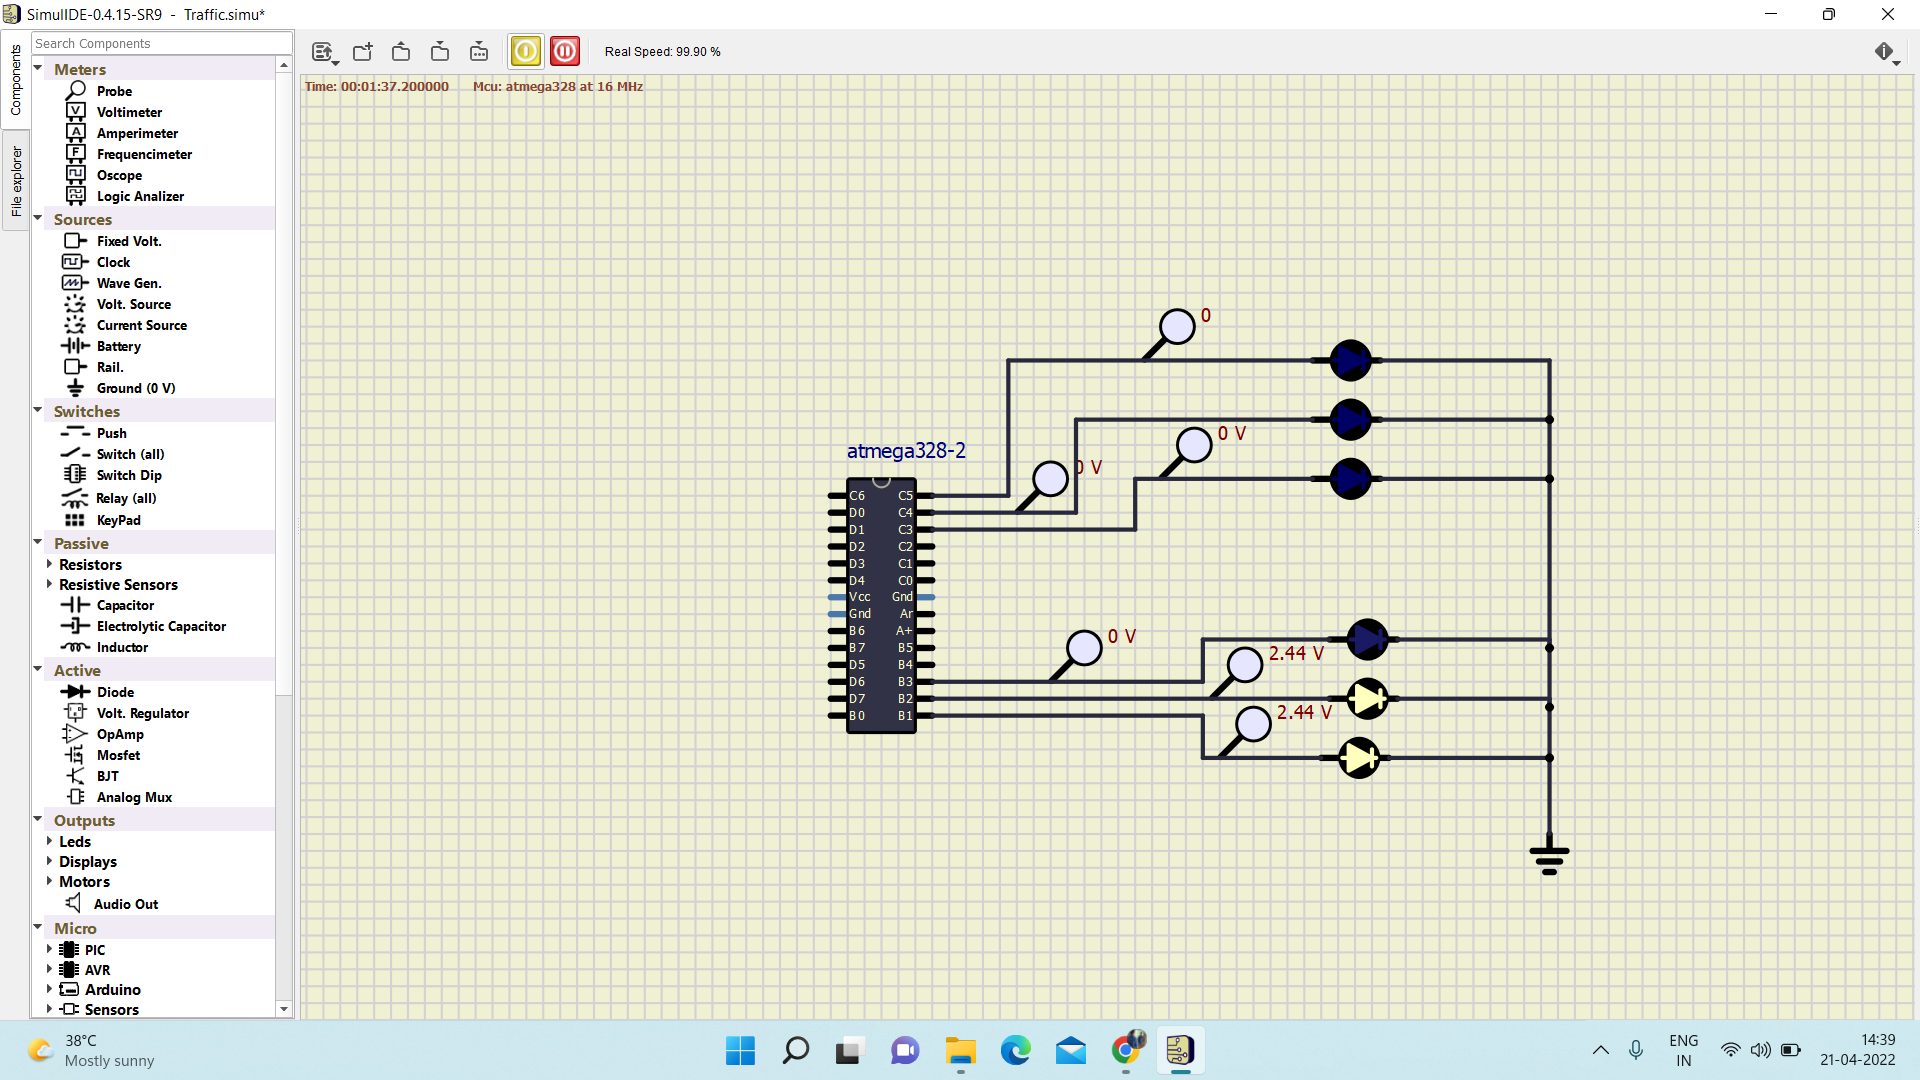 SimulIDE-0.4.15-SR9 - Traffic.simu*
Components
File explorer
Search Components
Meters
Probe
Voltimeter
Amperimeter
Frequencimeter
Oscope
Logic Analizer
Sources
Fixed Volt.
Clock
Wave Gen.
Volt. Source
Current Source
Battery
Rail.
Ground (0 V)
Switches
Push
Switch (all)
Switch Dip
Relay (all)
KeyPad
Passive
Resistors
Resistive Sensors
Capacitor
Electrolytic Capacitor
Inductor
Active
Diode
Volt. Regulator
OpAmp
Mosfet
BJT
Analog Mux
Outputs
Leds
Displays
Motors
Audio Out
Micro
PIC
AVR
Arduino
Sensors
Real Speed: 99.90 %
Time: 00:01:37.200000 Mcu: atmega328 at 16 MHz
0
0 V
0 V
atmega328-2
C6 C5
D0 C4
D1 C3
D2 C2
D3 C1
D4 C0
Vcc Gnd
Gnd Ar
B6 A+
B7 B5
D5 B4
D6 B3
D7 B2
B0 B1
0 V
2.44 V
2.44 V
38°C
Mostly sunny
ENG
IN
14:39
21-04-2022